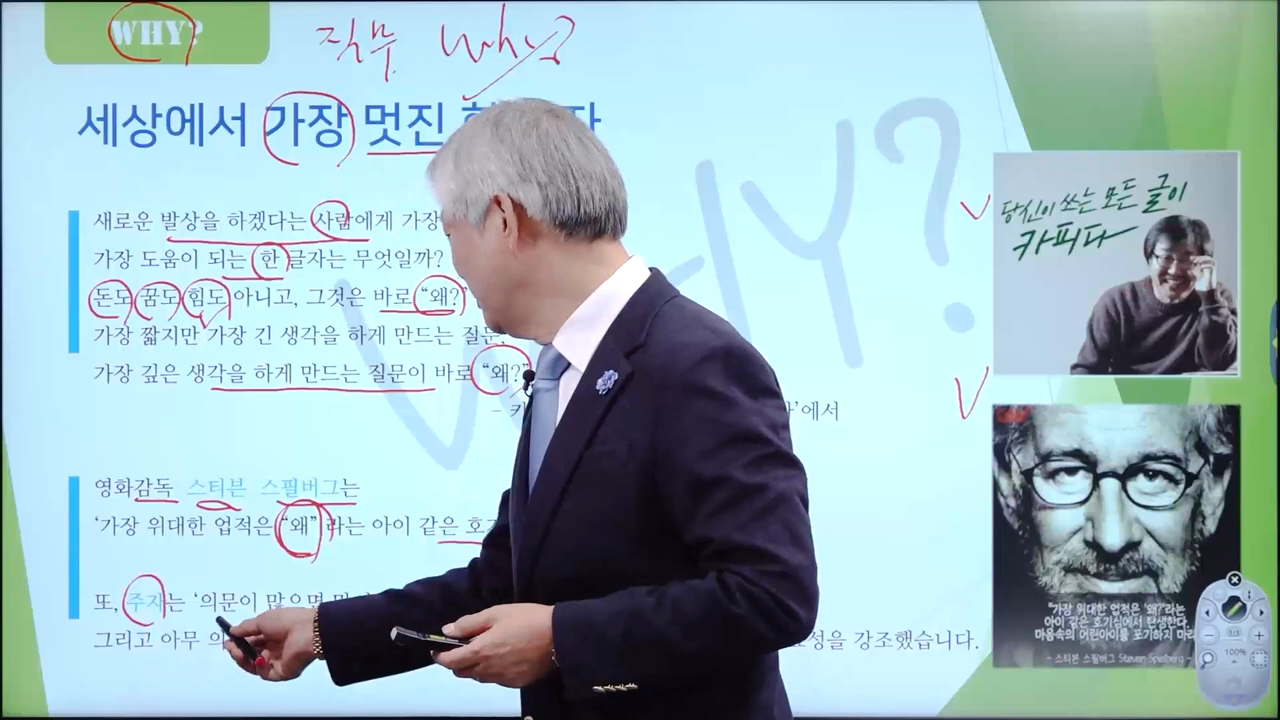 WHY?
직무 Why?
세상에서 가장 멋진
새로운 발상을 하겠다는 사람에게 가장
가장 도움이 되는 한 글자는 무엇일까?
돈도 꿈도 힘도 아니고, 그것은 바로 “왜?”
가장 짧지만 가장 긴 생각을 하게 만드는 질문,
가장 깊은 생각을 하게 만드는 질문이 바로 “왜?”
에서
WHY?
영화감독 스티븐 스필버그는
‘가장 위대한 업적은 “왜”라는 아이 같은
또, 주자는 ‘의문이 많으면
그리고 아무 강조했습니다.
당신이 쓰는 모든 글이
카피다
"가장 위대한 업적은 '왜?'라는
아이 같은 호기심에서 탄생한다.
마음속의 어린아이를 포기하지 마라
- 스티븐 스필버그 Steven Spielberg -
100%